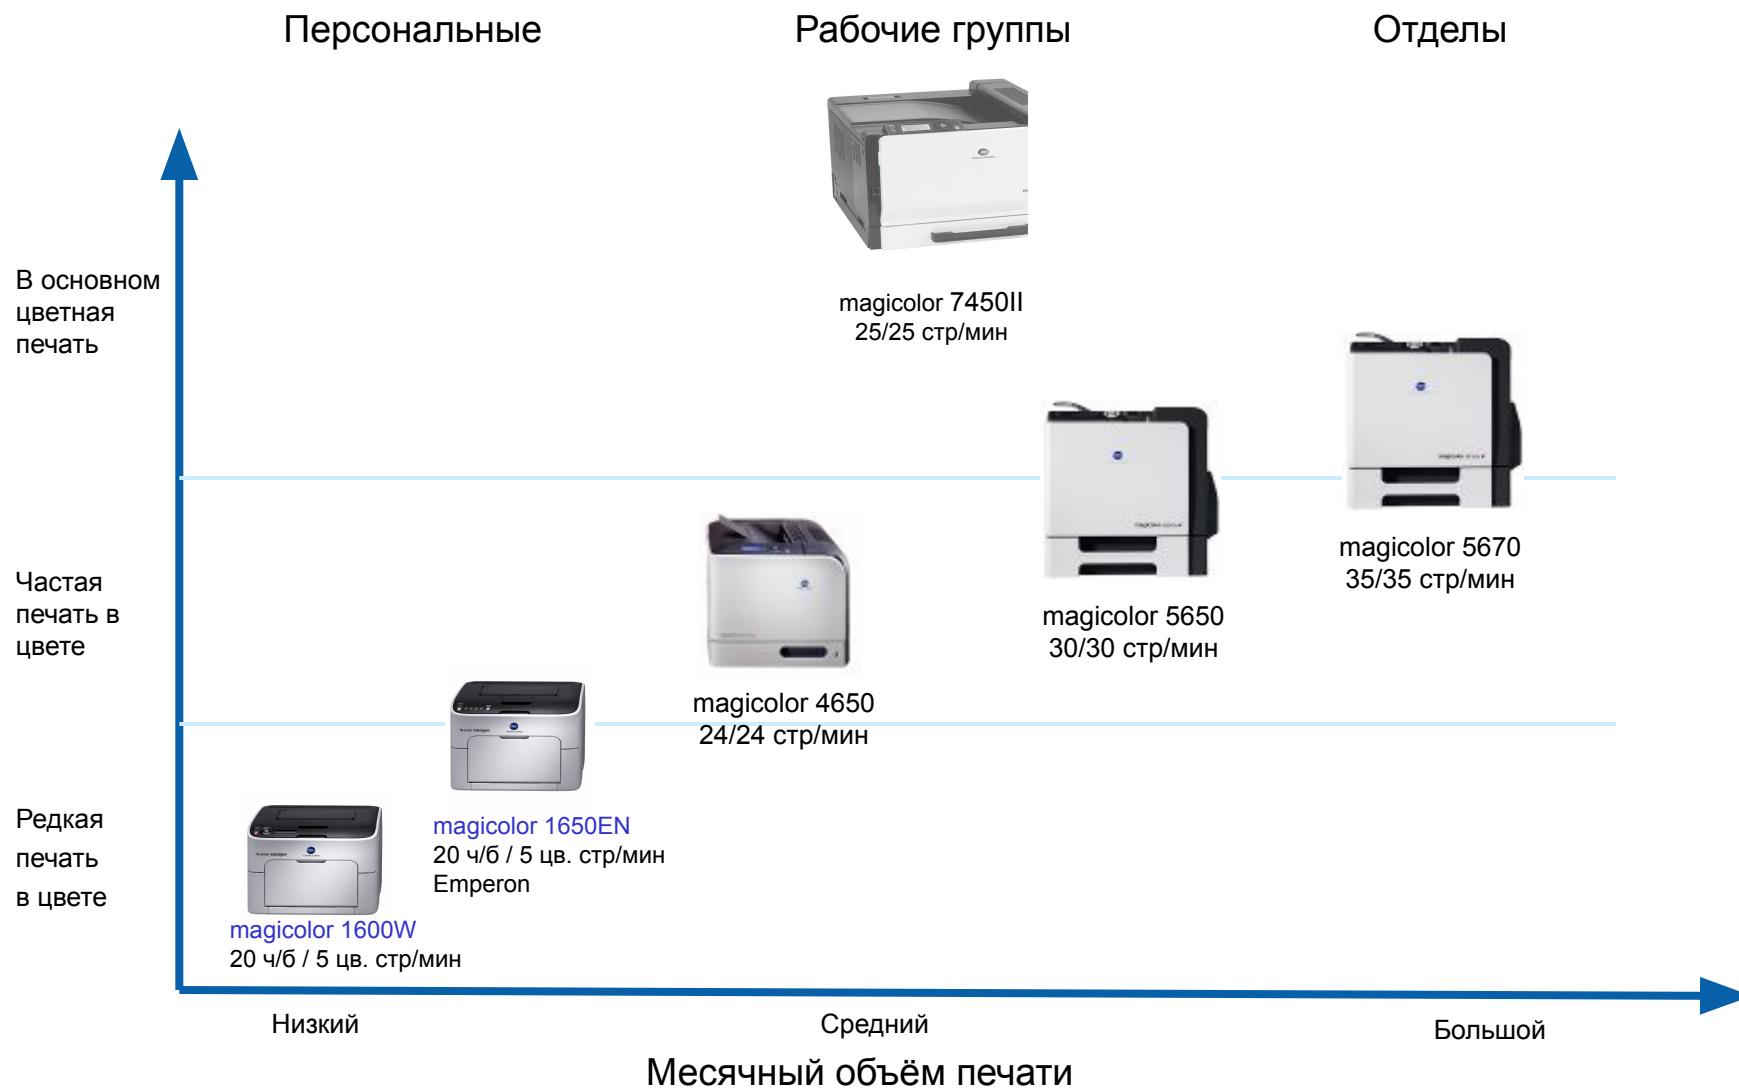 Персональные
Рабочие группы
Отделы
В основном
цветная
печать
magicolor 7450II
25/25 стр/мин
magicolor 5670
35/35 стр/мин
Частая
печать в
цвете
magicolor 5650
30/30 стр/мин
magicolor 4650
24/24 стр/мин
Редкая
печать
в цвете
magicolor 1650EN
20 ч/б / 5 цв. стр/мин
Emperon
magicolor 1600W
20 ч/б / 5 цв. стр/мин
Низкий
Средний
Большой
Месячный объём печати